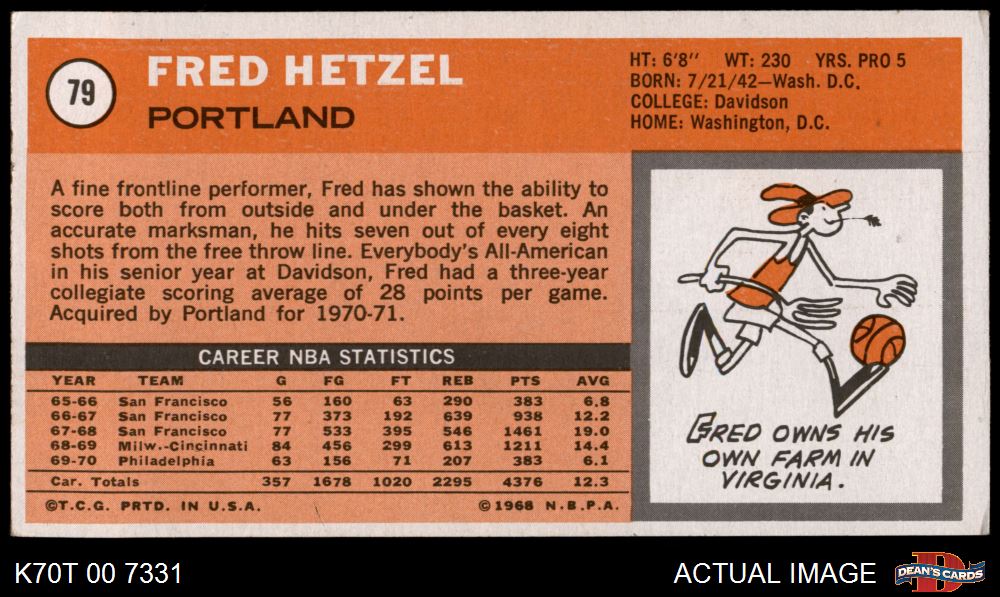 79
FRED HETZEL
PORTLAND
HT: 6'8" WT: 230 YRS. PRO 5
BORN: 7/21/42—Wash. D.C.
COLLEGE: Davidson
HOME: Washington, D.C.
A fine frontline performer, Fred has shown the ability to
score both from outside and under the basket. An
accurate marksman, he hits seven out of every eight
shots from the free throw line. Everybody's All-American
in his senior year at Davidson, Fred had a three-year
collegiate scoring average of 28 points per game.
Acquired by Portland for 1970-71.
CAREER NBA STATISTICS
YEAR TEAM G FG FT REB PTS AVG
65-66 San Francisco 56 160 63 290 383 6.8
66-67 San Francisco 77 373 192 639 938 12.2
67-68 San Francisco 77 533 395 546 1461 19.0
68-69 Milw.-Cincinnati 84 456 299 613 1211 14.4
69-70 Philadelphia 63 156 71 207 383 6.1
Car. Totals 357 1678 1020 2295 4376 12.3
©T.C.G. PRTD. IN U.S.A. ©1968 N.B.P.A.
FRED OWNS HIS
OWN FARM IN
VIRGINIA.
K70T 00 7331
ACTUAL IMAGE
DEAN'S CARDS